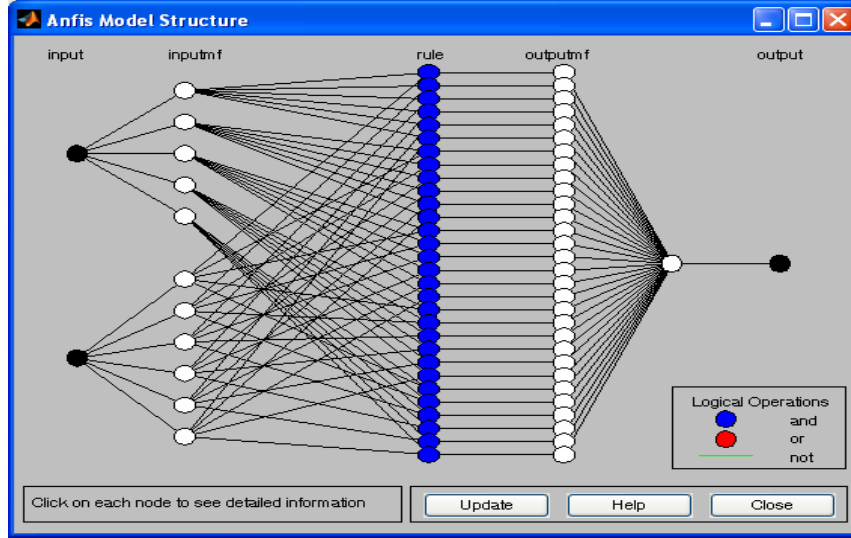 Anfis Model Structure
input inputmf rule outputmf output
Logical Operations
and
or
not
Click on each node to see detailed information
Update Help Close